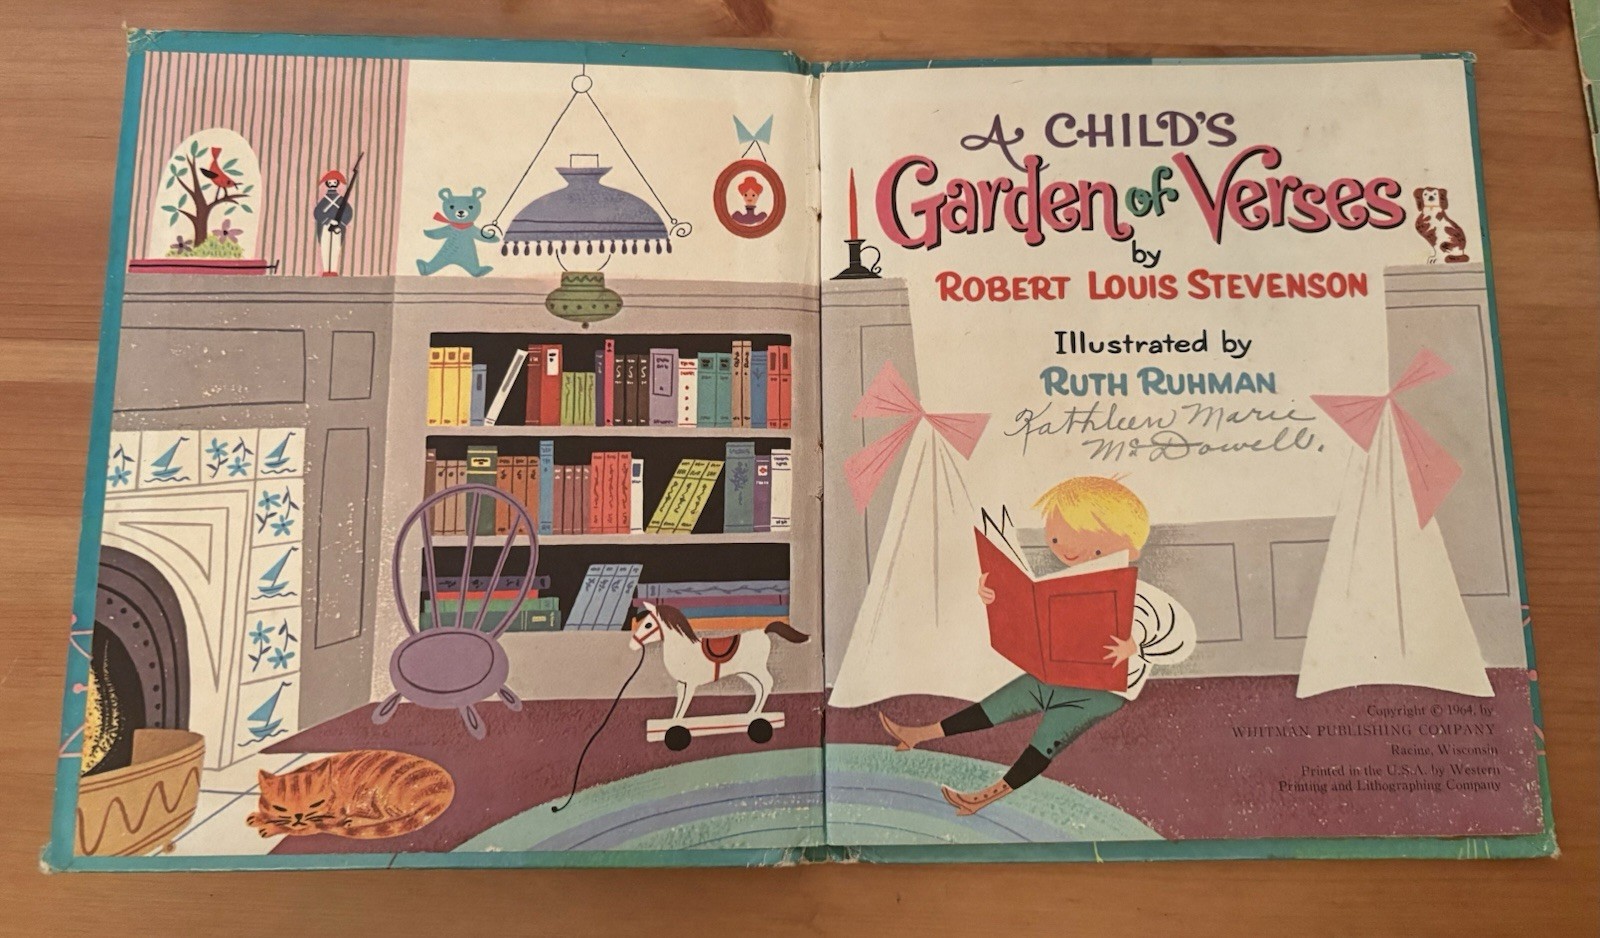 A CHILD'S
Garden of Verses
by
ROBERT LOUIS STEVENSON
Illustrated by
RUTH RUHMAN
Kathleen Marie
McDowell.
Copyright © 1964, by
WHITMAN PUBLISHING COMPANY
Racine, Wisconsin
Printed in the U.S.A. by Western
Printing and Lithographing Company